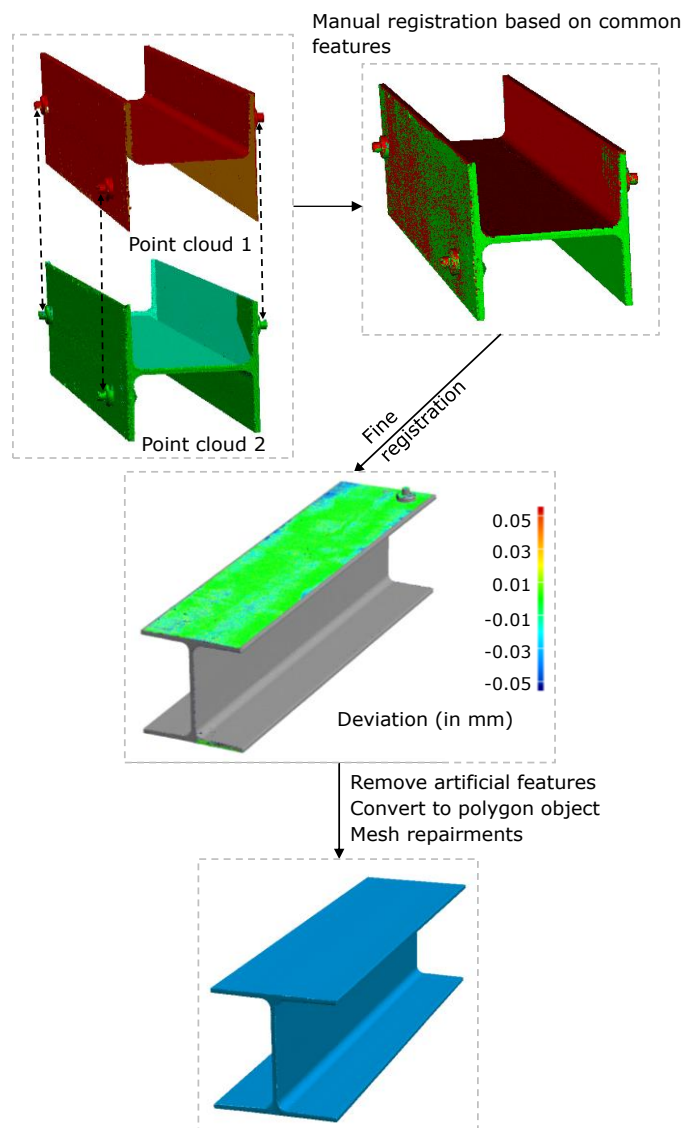 Manual registration based on common
features
Point cloud 1
Point cloud 2
Fine
registration
0.05
0.03
0.01
-0.01
-0.03
-0.05
Deviation (in mm)
Remove artificial features
Convert to polygon object
Mesh repairments